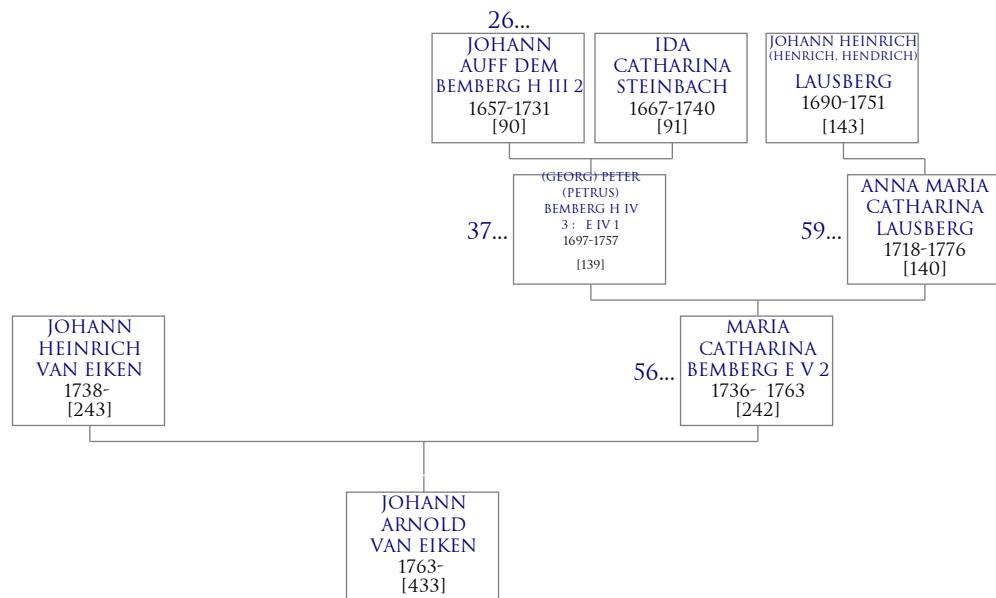 26...
JOHANN
AUFF DEM
BEMBERG H III 2
1657-1731
[90]
IDA
CATHARINA
STEINBACH
1667-1740
[91]
JOHANN HEINRICH
(HENRICH, HENDRICH)
LAUSBERG
1690-1751
[143]
37...
(GEORG) PETER
(PETRUS)
BEMBERG H IV
3 : E IV 1
1697-1757
[139]
59...
ANNA MARIA
CATHARINA
LAUSBERG
1718-1776
[140]
JOHANN
HEINRICH
VAN EIKEN
1738-
[243]
56...
MARIA
CATHARINA
BEMBERG E V 2
1736- 1763
[242]
JOHANN
ARNOLD
VAN EIKEN
1763-
[433]